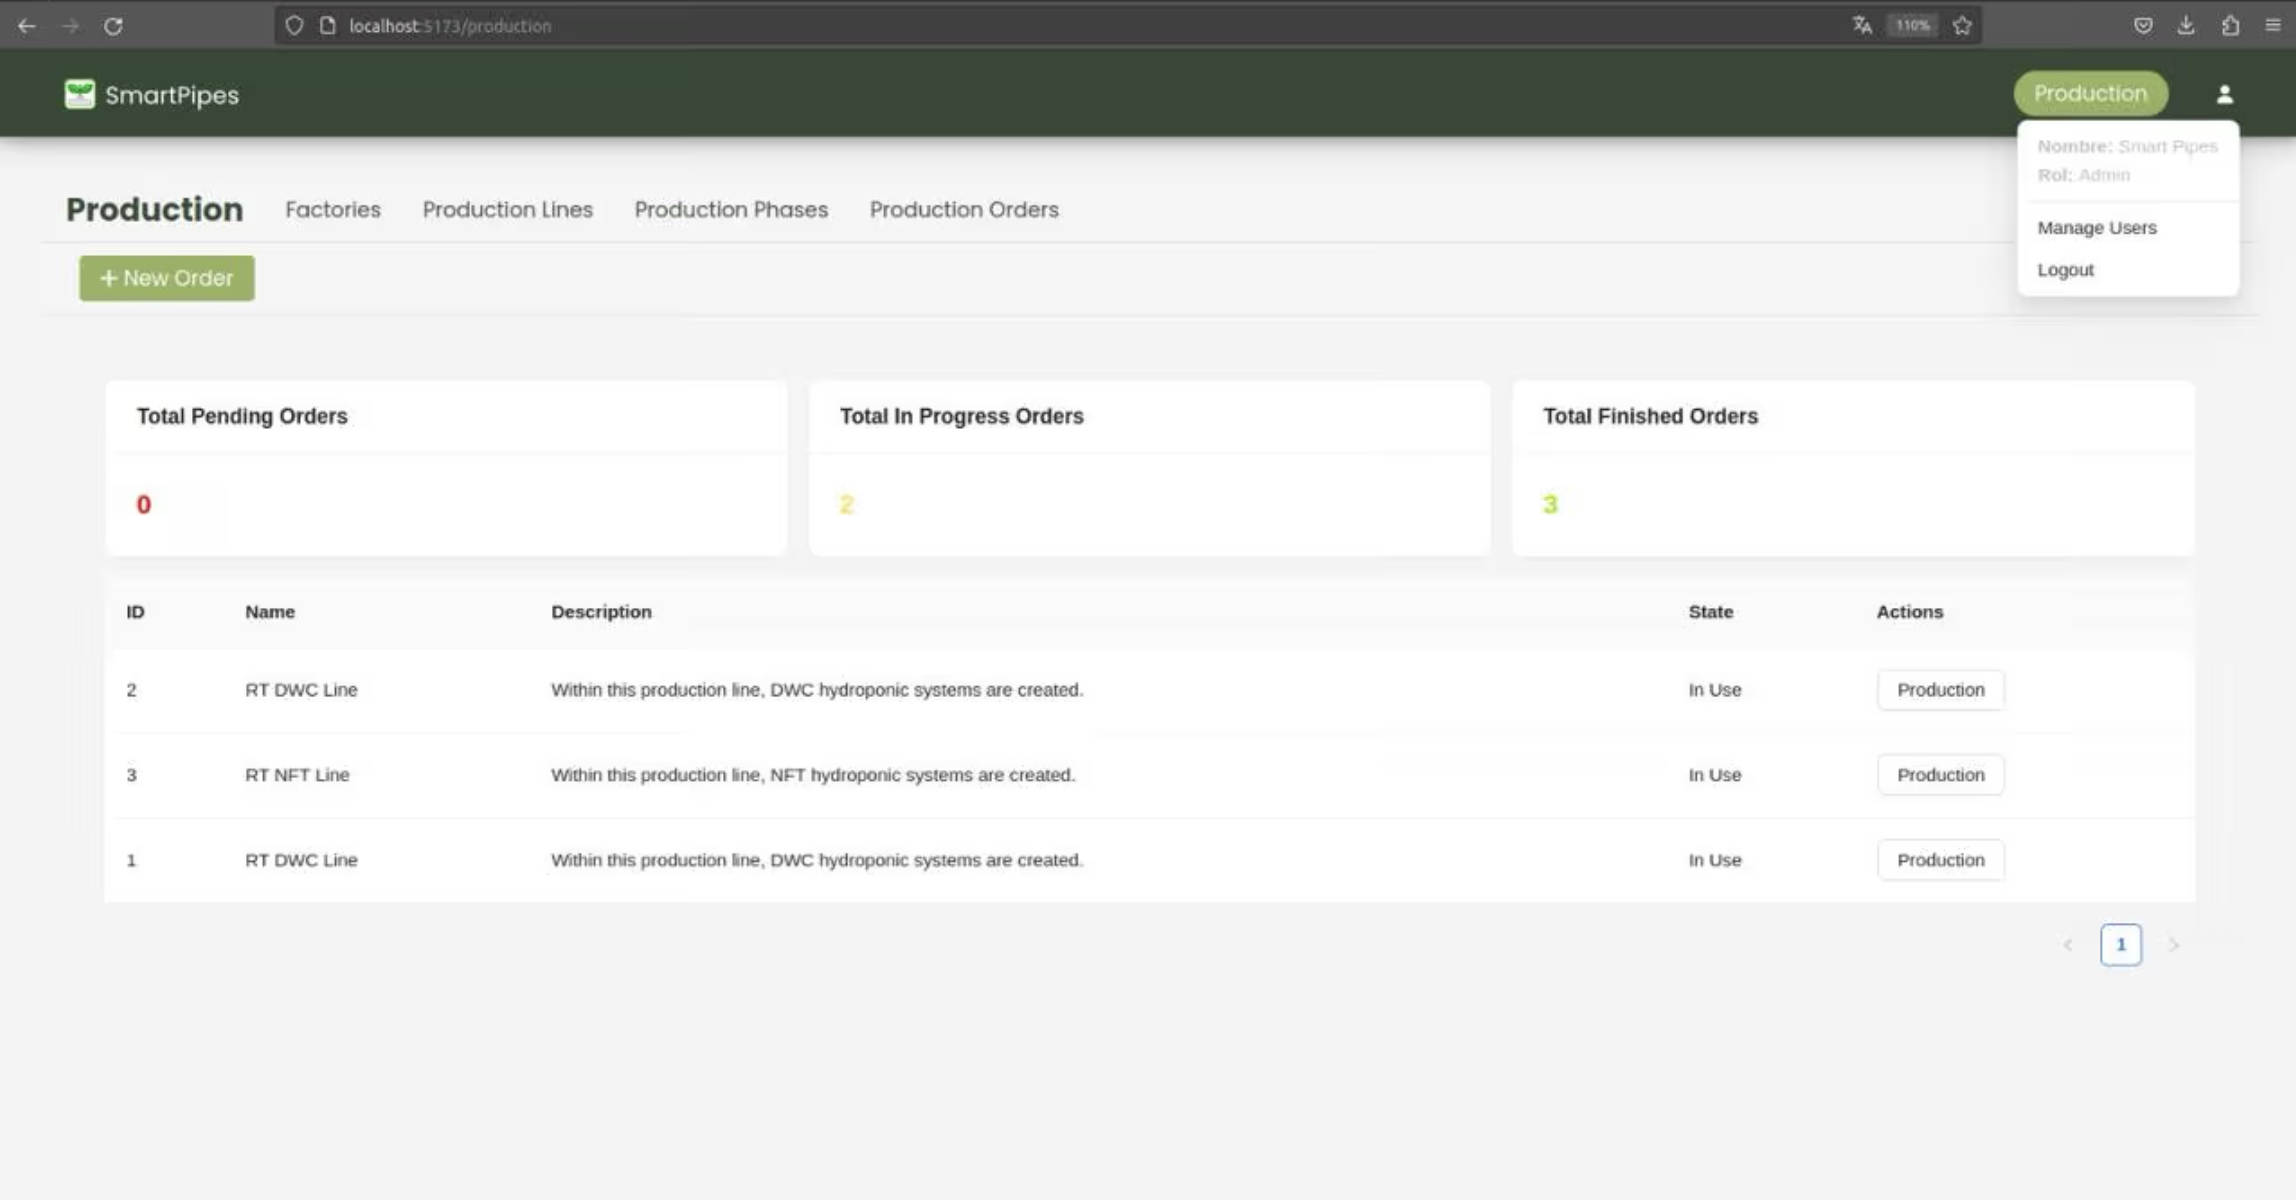 localhost:5173/production
110%
SmartPipes
Production
Nombre: Smart Pipes
Rol: Admin
Manage Users
Logout
Production Factories Production Lines Production Phases Production Orders
+ New Order
Total Pending Orders Total In Progress Orders Total Finished Orders
0 2 3
ID Name Description State Actions
2 RT DWC Line Within this production line, DWC hydroponic systems are created. In Use Production
3 RT NFT Line Within this production line, NFT hydroponic systems are created. In Use Production
1 RT DWC Line Within this production line, DWC hydroponic systems are created. In Use Production
< 1 >